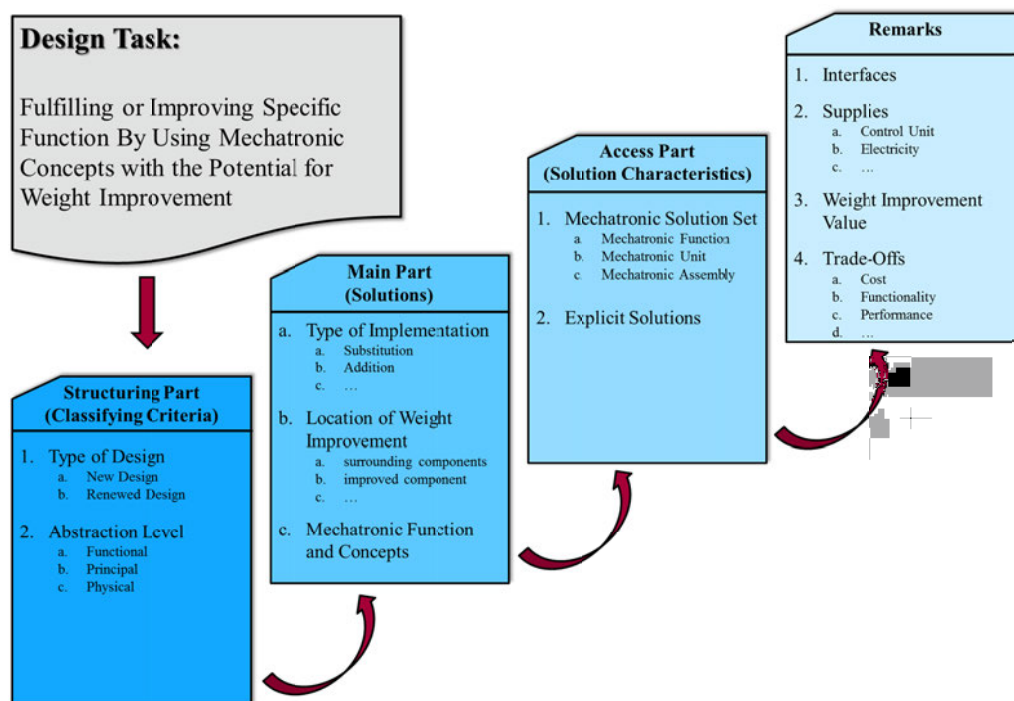 Design Task:
Fulfilling or Improving Specific
Function By Using Mechatronic
Concepts with the Potential for
Weight Improvement
Structuring Part
(Classifying Criteria)
1. Type of Design
a. New Design
b. Renewed Design
2. Abstraction Level
a. Functional
b. Principal
c. Physical
Main Part
(Solutions)
a. Type of Implementation
a. Substitution
b. Addition
c. …
b. Location of Weight
Improvement
a. surrounding components
b. improved component
c. …
c. Mechatronic Function
and Concepts
Access Part
(Solution Characteristics)
1. Mechatronic Solution Set
a. Mechatronic Function
b. Mechatronic Unit
c. Mechatronic Assembly
2. Explicit Solutions
Remarks
1. Interfaces
2. Supplies
a. Control Unit
b. Electricity
c. …
3. Weight Improvement
Value
4. Trade-Offs
a. Cost
b. Functionality
c. Performance
d. …